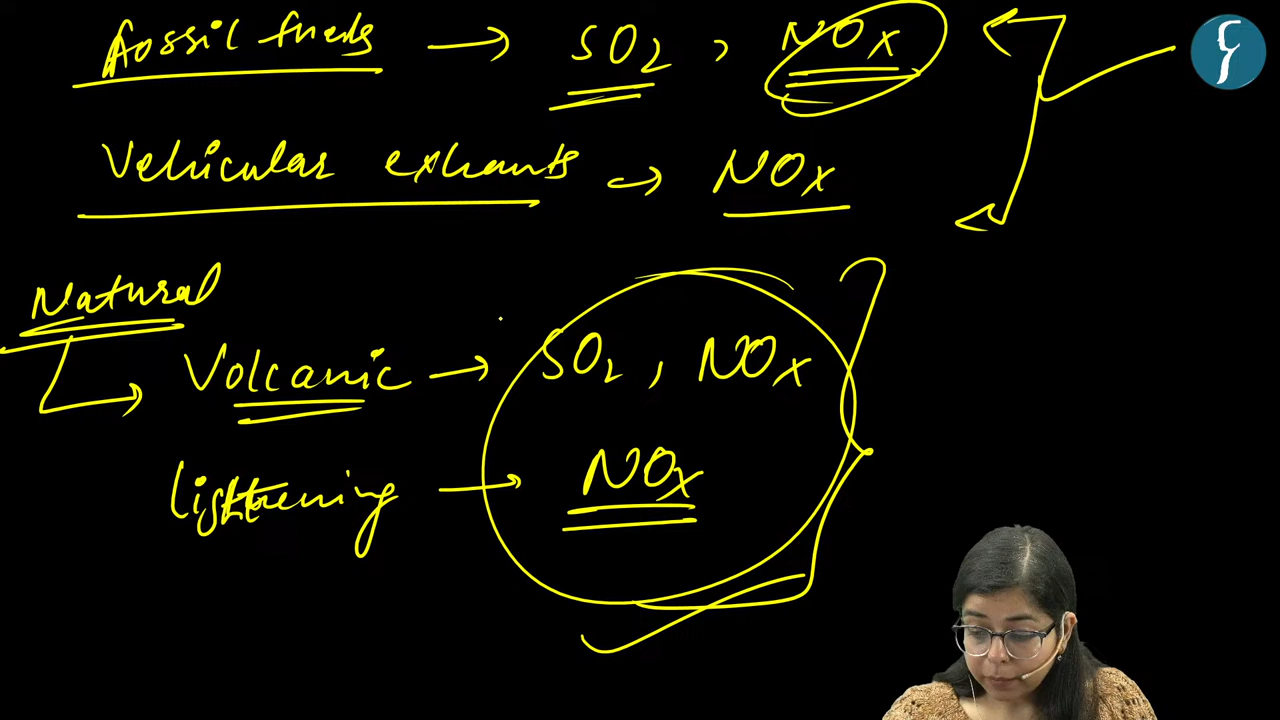 fossil fuels → SO2, NOx
Vehicular exhausts → NOx
Natural
Volcanic → SO2, NOx
lightening → NOx